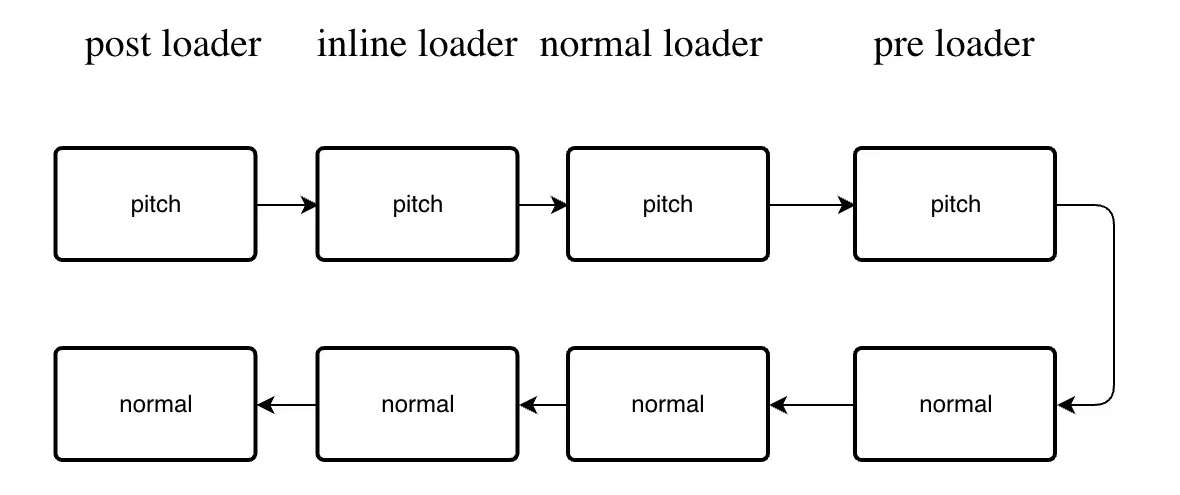 post loader inline loader normal loader pre loader
pitch pitch pitch pitch
normal normal normal normal